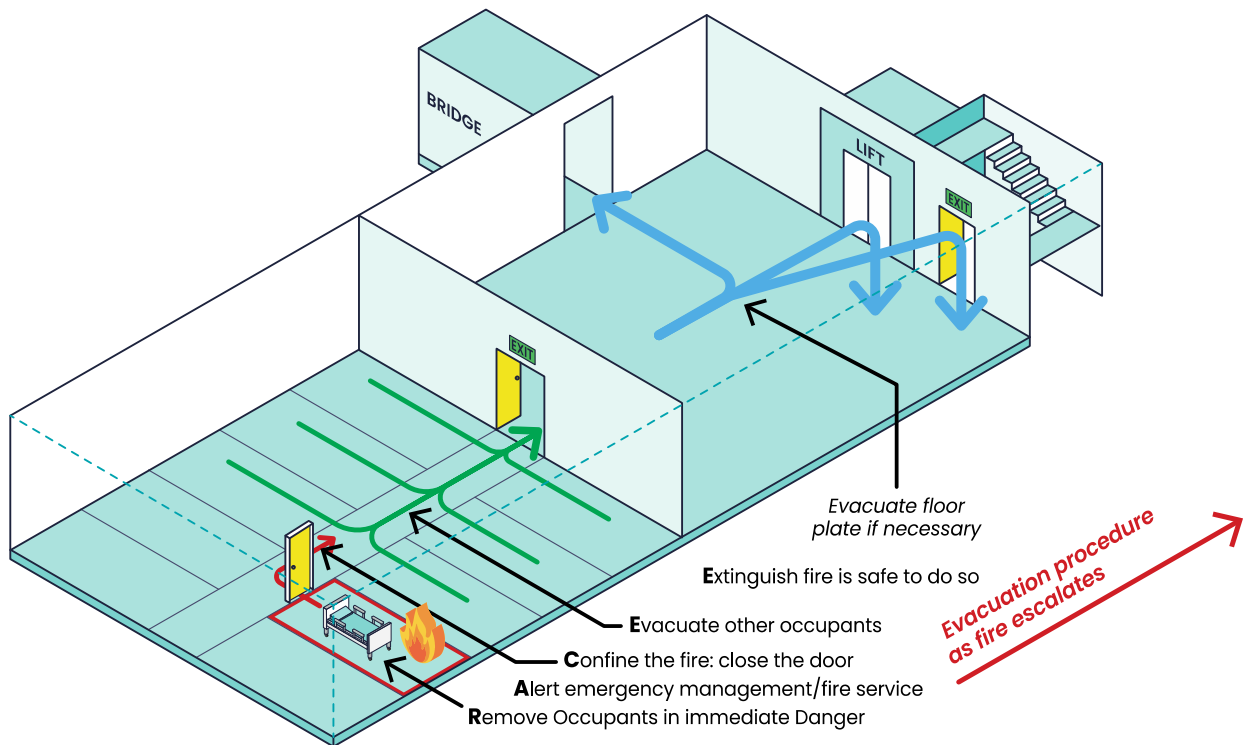 BRIDGE
LIFT
EXIT
EXIT
Evacuate floor
plate if necessary
Extinguish fire is safe to do so
Evacuate other occupants
Confine the fire: close the door
Alert emergency management/fire service
Remove Occupants in immediate Danger
Evacuation procedure
as fire escalates